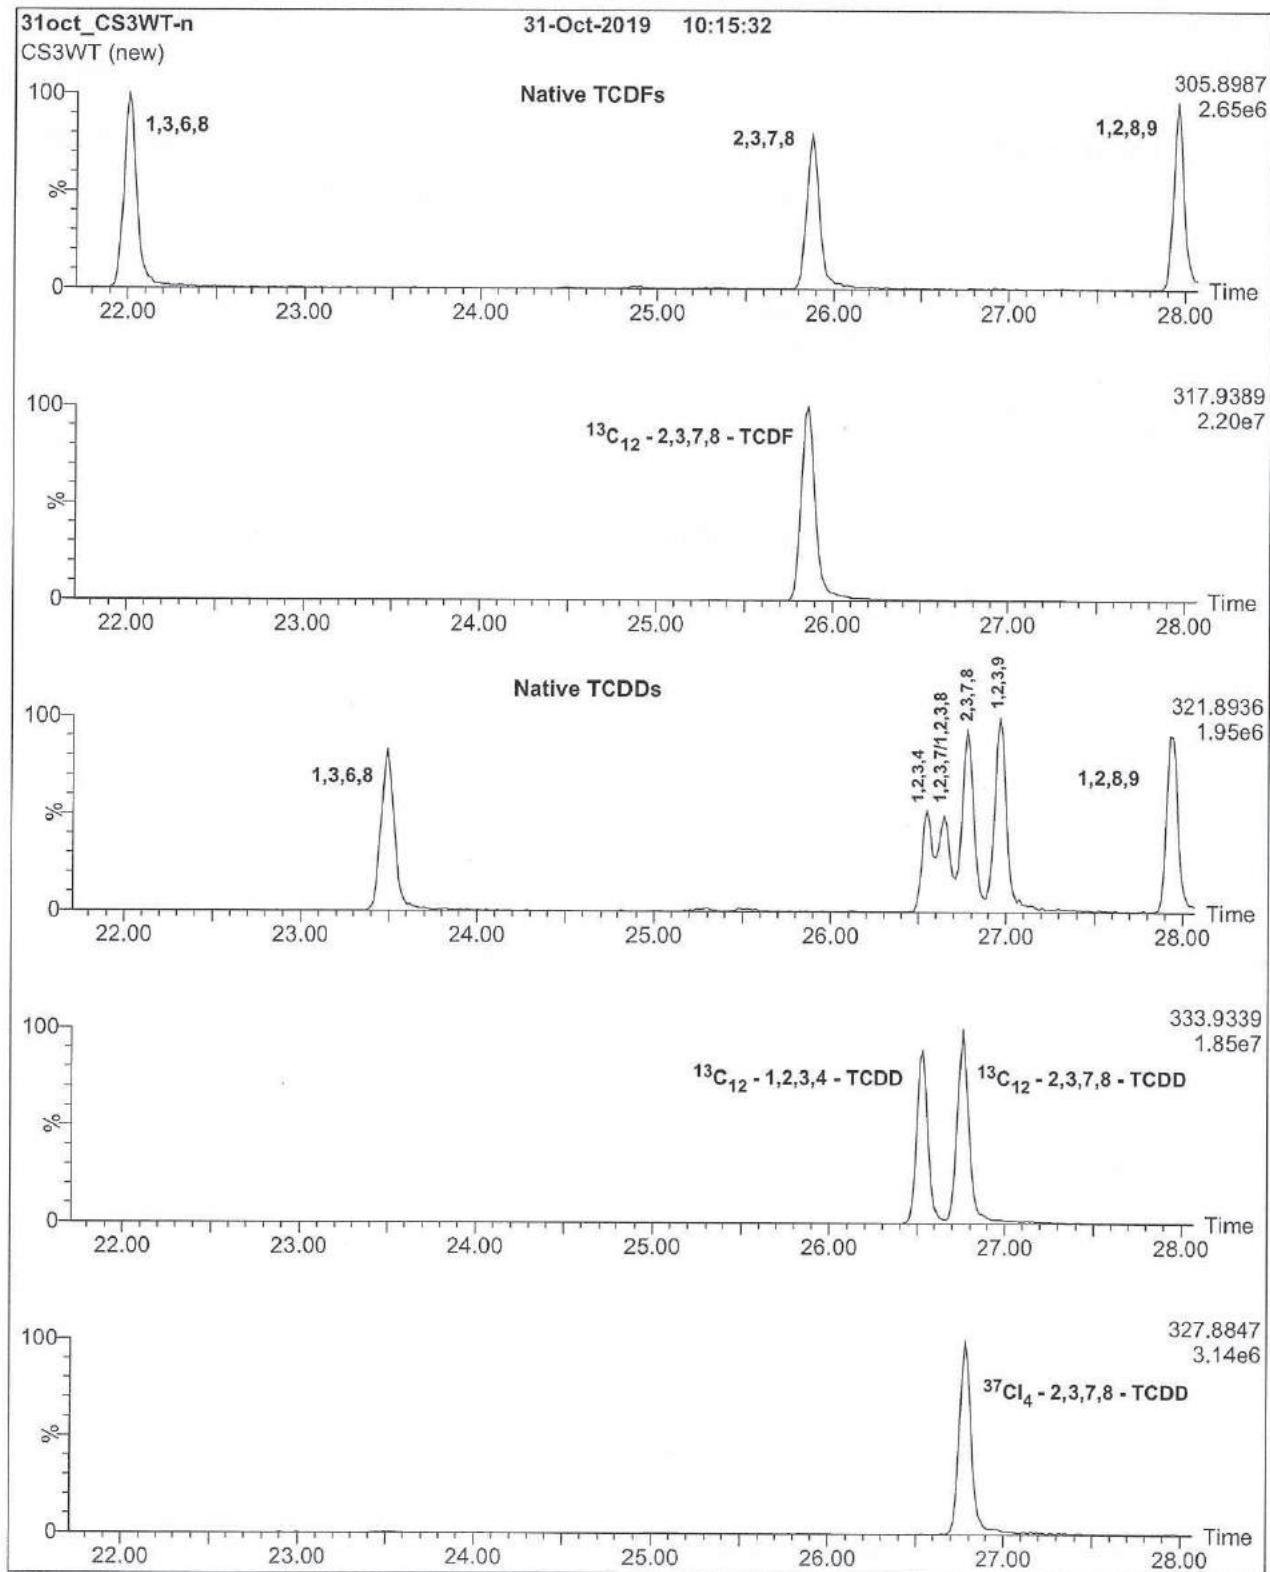 31oct_CS3WT-n 31-Oct-2019 10:15:32
CS3WT (new)
Native TCDFs
305.8987
2.65e6
100
%
0
1,3,6,8
2,3,7,8
1,2,8,9
22.00 23.00 24.00 25.00 26.00 27.00 28.00
Time
317.9389
2.20e7
100
%
0
¹³C₁₂ - 2,3,7,8 - TCDF
22.00 23.00 24.00 25.00 26.00 27.00 28.00
Time
Native TCDDs
321.8936
1.95e6
100
%
0
1,3,6,8
1,2,3,4
1,2,3,7/1,2,3,8
2,3,7,8
1,2,3,9
1,2,8,9
22.00 23.00 24.00 25.00 26.00 27.00 28.00
Time
333.9339
1.85e7
100
%
0
¹³C₁₂ - 1,2,3,4 - TCDD
¹³C₁₂ - 2,3,7,8 - TCDD
22.00 23.00 24.00 25.00 26.00 27.00 28.00
Time
327.8847
3.14e6
100
%
0
³⁷Cl₄ - 2,3,7,8 - TCDD
22.00 23.00 24.00 25.00 26.00 27.00 28.00
Time